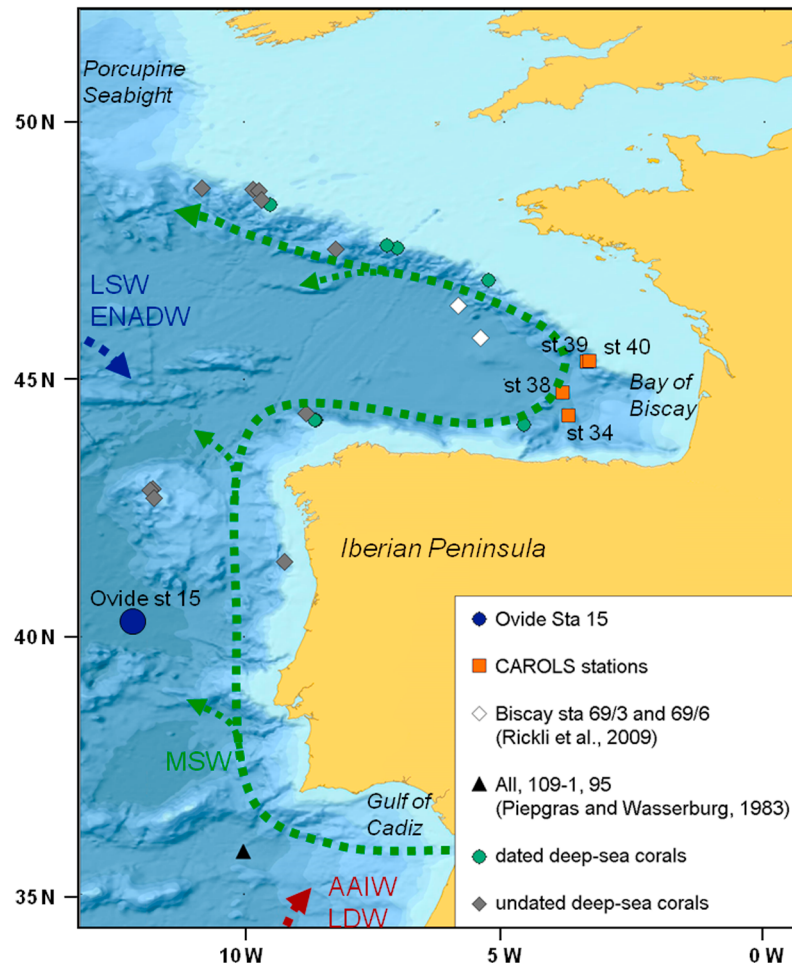 Porcupine
Seabight
50 N
LSW
ENADW
st 39
st 40
45 N
st 38
Bay of
Biscay
st 34
Iberian Peninsula
Ovide st 15
40 N
Ovide Sta 15
CAROLS stations
Biscay sta 69/3 and 69/6
(Rickli et al., 2009)
MSW
All, 109-1, 95
(Piepgras and Wasserburg, 1983)
Gulf of
Cadiz
dated deep-sea corals
35 N
AAIW
LDW
undated deep-sea corals
10 W
5 W
0 W